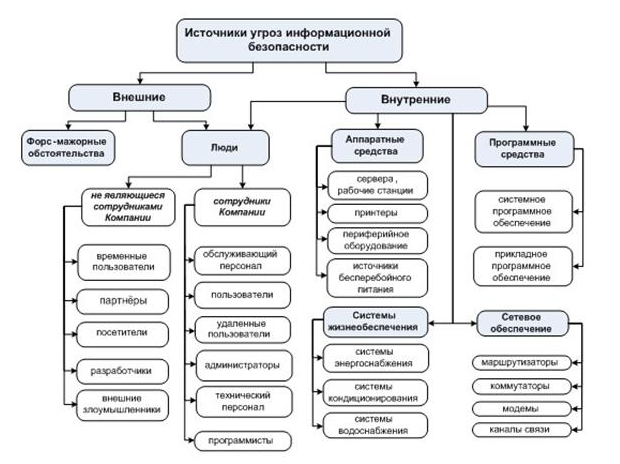 Источники угроз информационной
безопасности
Внешние
Внутренние
Форс-мажорные
обстоятельства
Люди
не являющиеся
сотрудниками
Компании
временные
пользователи
партнёры
посетители
разработчики
внешние
злоумышленники
сотрудники
Компании
обслуживающий
персонал
пользователи
удаленные
пользователи
администраторы
технический
персонал
программисты
Аппаратные
средства
сервера ,
рабочие станции
принтеры
периферийное
оборудование
источники
бесперебойного
питания
Программные
средства
системное
программное
обеспечение
прикладное
программное
обеспечение
Системы
жизнеобеспечения
системы
энергоснабжения
системы
кондиционирования
системы
водоснабжения
Сетевое
обеспечение
маршрутизаторы
коммутаторы
модемы
каналы связи